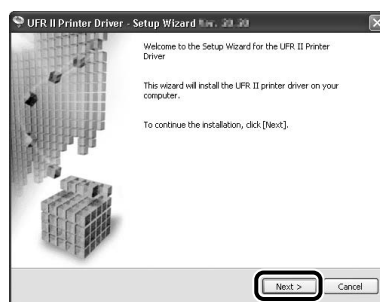 UFR II Printer Driver - Setup Wizard
Welcome to the Setup Wizard for the UFR II Printer
Driver
This wizard will install the UFR II printer driver on your
computer.
To continue the installation, click [Next].
Next >
Cancel